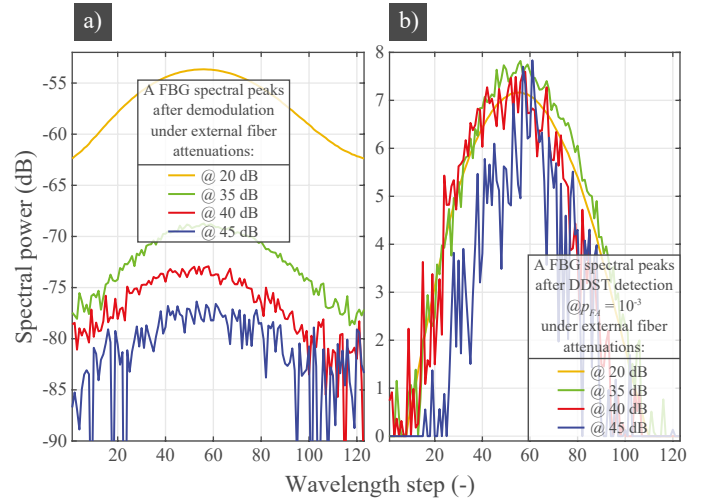 a)
b)
Spectral power (dB)
-52
-55
-60
-65
-70
-75
-80
-85
-90
A FBG spectral peaks
after demodulation
under external fiber
attenuations:
@ 20 dB
@ 35 dB
@ 40 dB
@ 45 dB
20
40
60
80
100
120
8
7
6
5
4
3
2
1
0
A FBG spectral peaks
after DDST detection
@p_FA = 10^-3
under external fiber
attenuations:
@ 20 dB
@ 35 dB
@ 40 dB
@ 45 dB
20
40
60
80
100
120
Wavelength step (-)